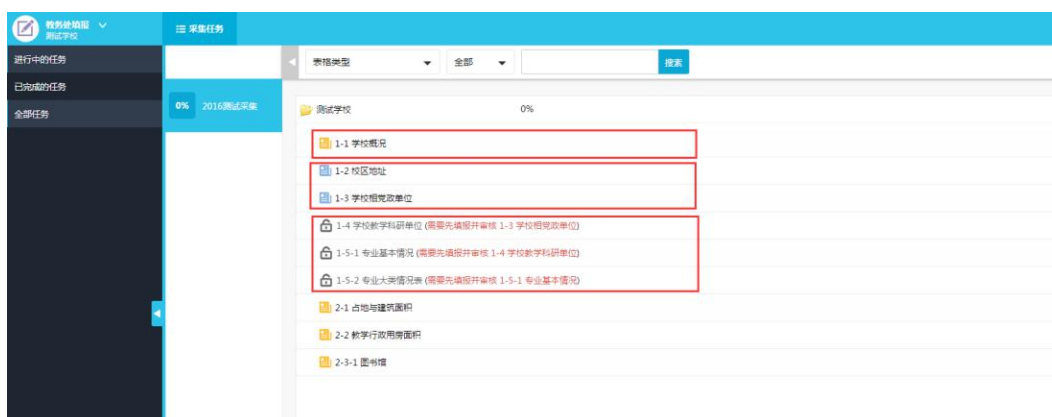 教务处填报
测试学校
采集任务
进行中的任务
已完成的任务
全部任务
0% 2016测试采集
表格类型 全部 搜索
测试学校 0%
1-1 学校概况
1-2 校区地址
1-3 学校相党政单位
1-4 学校教学科研单位 (需要先填报并审核 1-3 学校相党政单位)
1-5-1 专业基本情况 (需要先填报并审核 1-4 学校教学科研单位)
1-5-2 专业大类情况表 (需要先填报并审核 1-5-1 专业基本情况)
2-1 占地与建筑面积
2-2 教学行政用房面积
2-3-1 图书馆